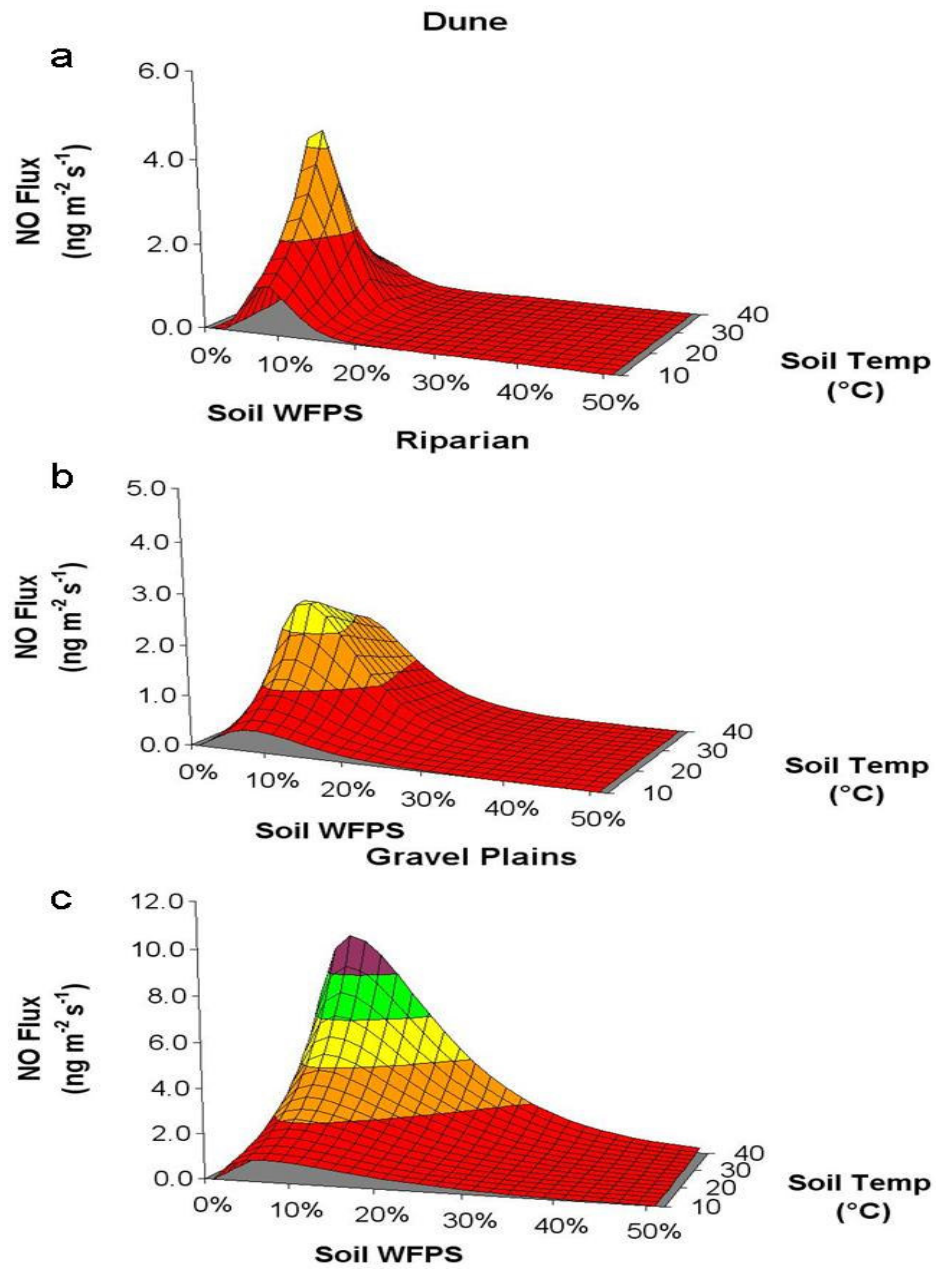 Dune
a
6.0
4.0
2.0
0.0
NO Flux
(ng m⁻² s⁻¹)
0%
10%
20%
30%
40%
50%
Soil WFPS
10
20
30
40
Soil Temp
(°C)
Riparian
b
5.0
4.0
3.0
2.0
1.0
0.0
NO Flux
(ng m⁻² s⁻¹)
0%
10%
20%
30%
40%
50%
Soil WFPS
10
20
30
40
Soil Temp
(°C)
Gravel Plains
c
12.0
10.0
8.0
6.0
4.0
2.0
0.0
NO Flux
(ng m⁻² s⁻¹)
0%
10%
20%
30%
40%
50%
Soil WFPS
10
20
30
40
Soil Temp
(°C)